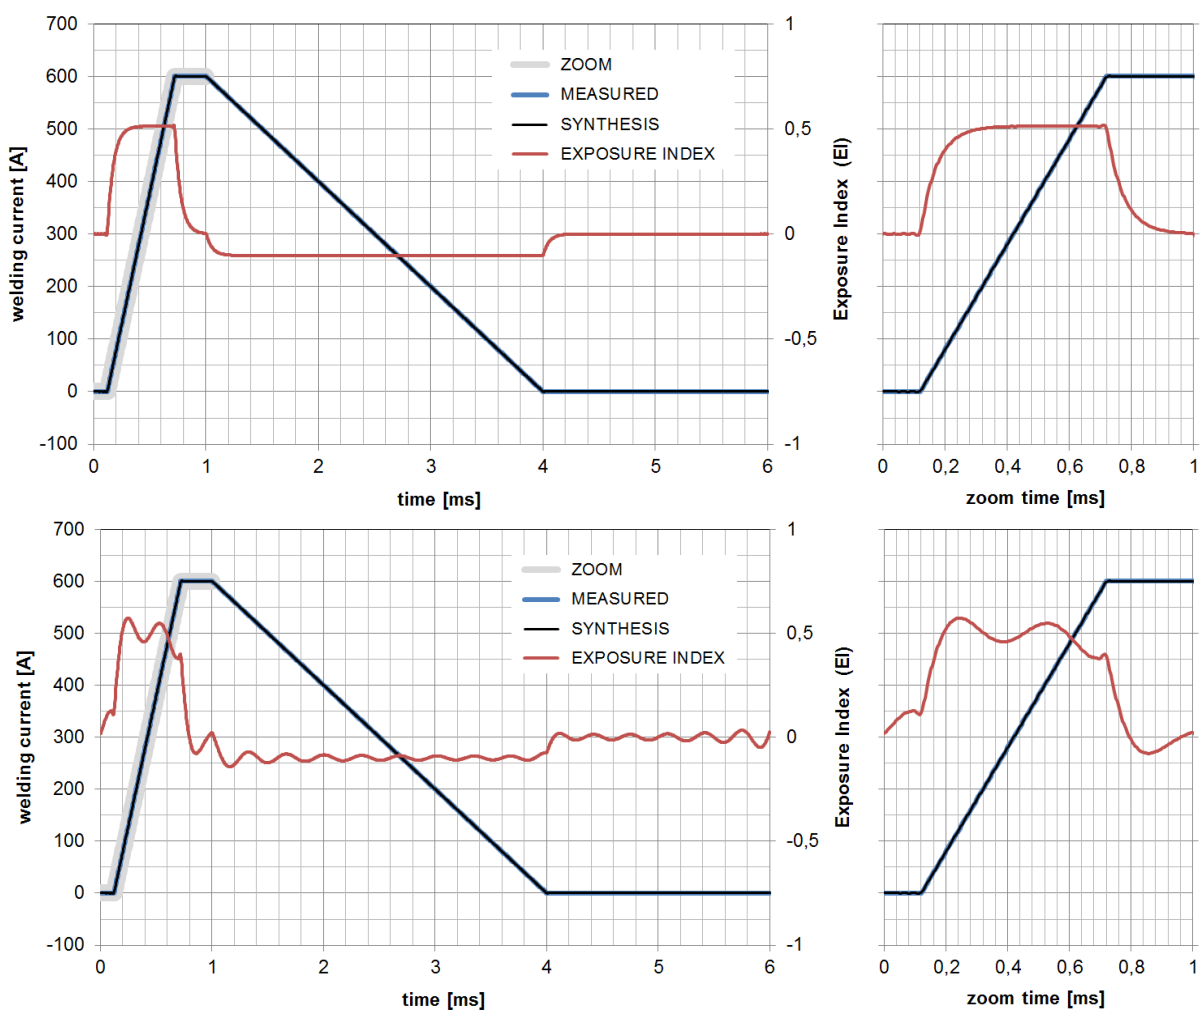 700
600
500
400
300
200
100
0
-100
welding current [A]
0 1 2 3 4 5 6
time [ms]
1
0,5
0
-0,5
-1
ZOOM
MEASURED
SYNTHESIS
EXPOSURE INDEX
Exposure Index (EI)
0 0,2 0,4 0,6 0,8 1
zoom time [ms]
700
600
500
400
300
200
100
0
-100
welding current [A]
0 1 2 3 4 5 6
time [ms]
1
0,5
0
-0,5
-1
ZOOM
MEASURED
SYNTHESIS
EXPOSURE INDEX
Exposure Index (EI)
0 0,2 0,4 0,6 0,8 1
zoom time [ms]